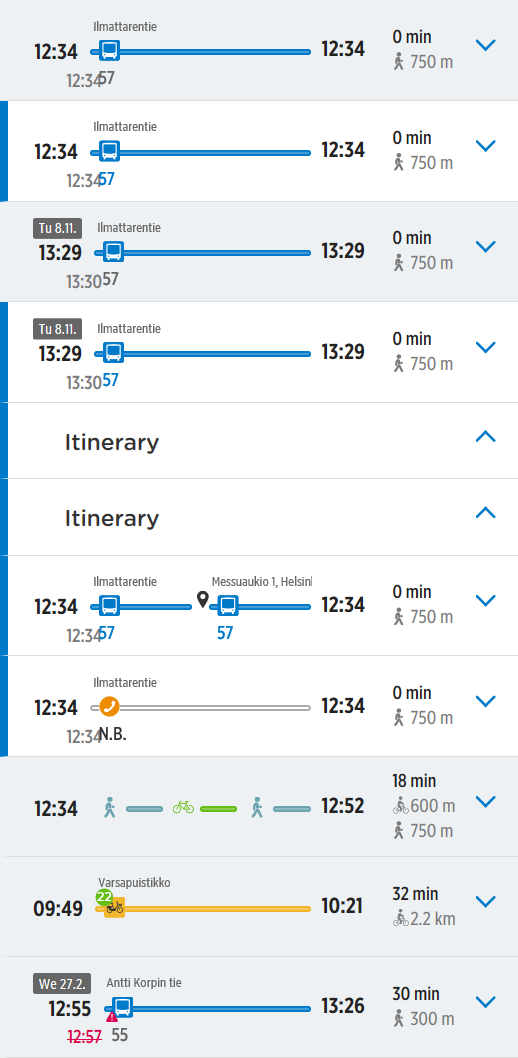 Ilmattarentie
12:34 12:34 0 min
12:34 57 750 m
Ilmattarentie
12:34 12:34 0 min
12:34 57 750 m
Tu 8.11. Ilmattarentie
13:29 13:29 0 min
13:30 57 750 m
Tu 8.11. Ilmattarentie
13:29 13:29 0 min
13:30 57 750 m
Itinerary
Itinerary
Ilmattarentie Messuaukio 1, Helsinl
12:34 12:34 0 min
12:34 57 57 750 m
Ilmattarentie
12:34 12:34 0 min
12:34 N.B. 750 m
18 min
12:34 12:52 600 m
750 m
Varsapuistikko
22
09:49 10:21 32 min
2.2 km
We 27.2. Antti Korpin tie
12:55 13:26 30 min
12:57 55 300 m